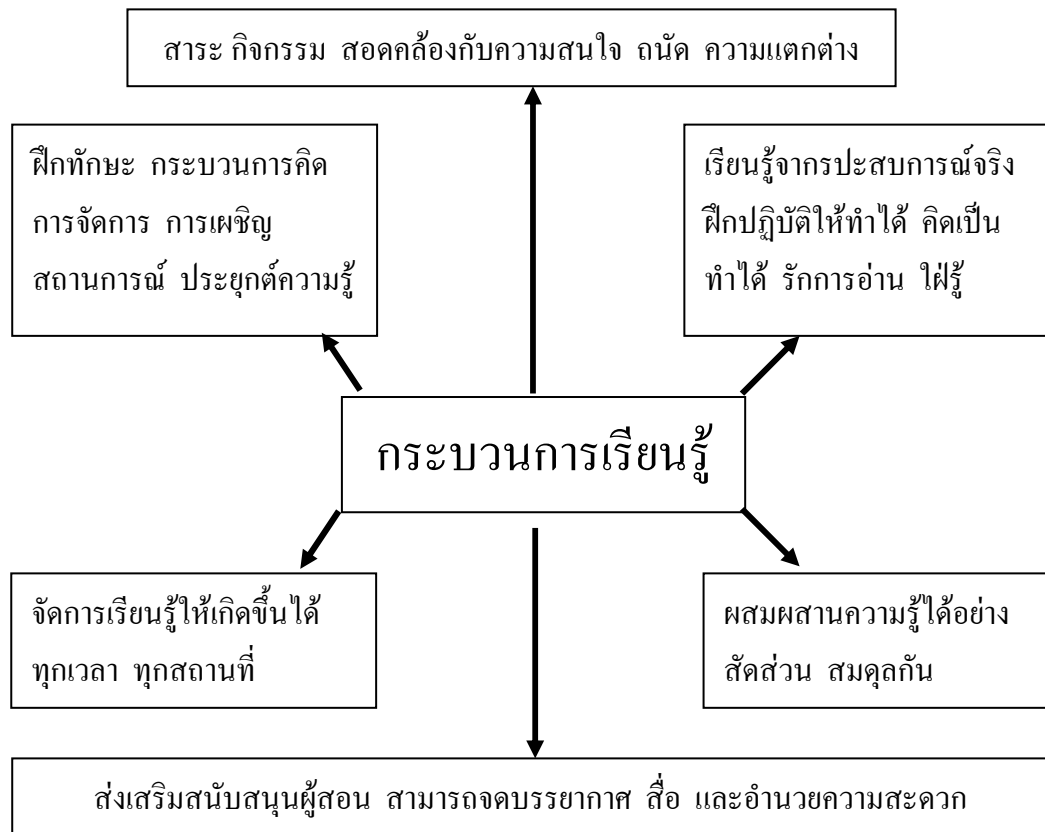 สาระ กิจกรรม สอดคล้องกับความสนใจ ถนัด ความแตกต่าง
ฝึกทักษะ กระบวนการคิด
การจัดการ การเผชิญ
สถานการณ์ ประยุกต์ความรู้
เรียนรู้จากรปะสบการณ์จริง
ฝึกปฏิบัติให้ทำได้ คิดเป็น
ทำได้ รักการอ่าน ใฝ่รู้
กระบวนการเรียนรู้
จัดการเรียนรู้ให้เกิดขึ้นได้
ทุกเวลา ทุกสถานที่
ผสมผสานความรู้ได้อย่าง
สัดส่วน สมดุลกัน
ส่งเสริมสนับสนุนผู้สอน สามารถจดบรรยากาศ สื่อ และอำนวยความสะดวก